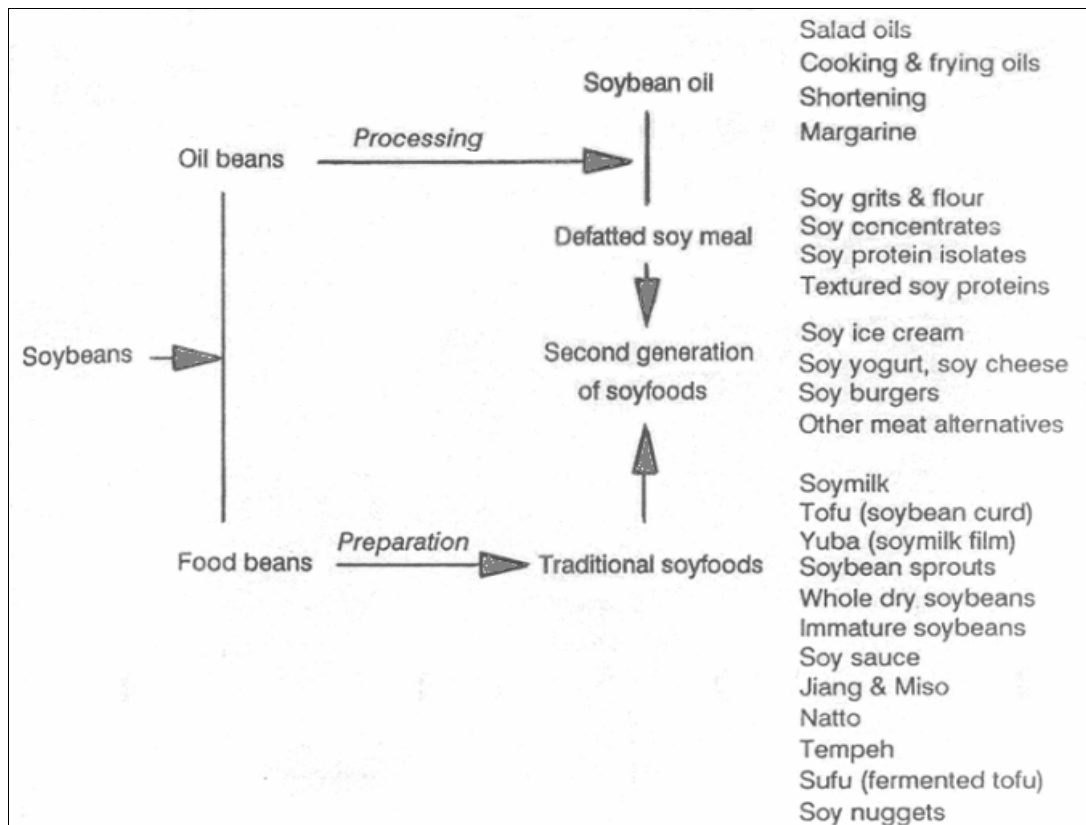 Salad oils
Cooking & frying oils
Soybean oil
Shortening
Margarine
Processing
Oil beans
Soy grits & flour
Defatted soy meal
Soy concentrates
Soy protein isolates
Textured soy proteins
Soybeans
Second generation
of soyfoods
Soy ice cream
Soy yogurt, soy cheese
Soy burgers
Other meat alternatives
Food beans
Preparation
Traditional soyfoods
Soymilk
Tofu (soybean curd)
Yuba (soymilk film)
Soybean sprouts
Whole dry soybeans
Immature soybeans
Soy sauce
Jiang & Miso
Natto
Tempeh
Sufu (fermented tofu)
Soy nuggets